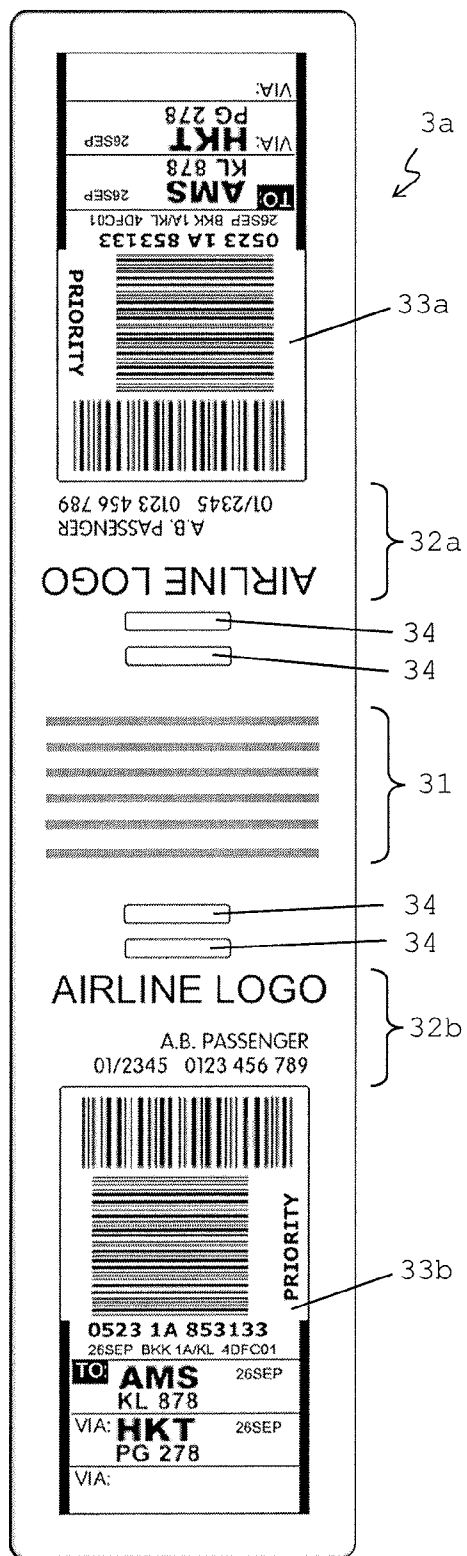 VIA:
PG 278
VIA: HKT 26SEP
KL 878
TO: AMS 26SEP
26SEP BKK 1A/KL 4DFC01
0523 1A 853133
PRIORITY
01/2345 0123 456 789
A.B. PASSENGER
AIRLINE LOGO
3a
33a
32a
34
34
31
34
34
AIRLINE LOGO
32b
A.B. PASSENGER
01/2345 0123 456 789
PRIORITY
33b
0523 1A 853133
26SEP BKK 1A/KL 4DFC01
TO: AMS 26SEP
KL 878
VIA: HKT 26SEP
PG 278
VIA: